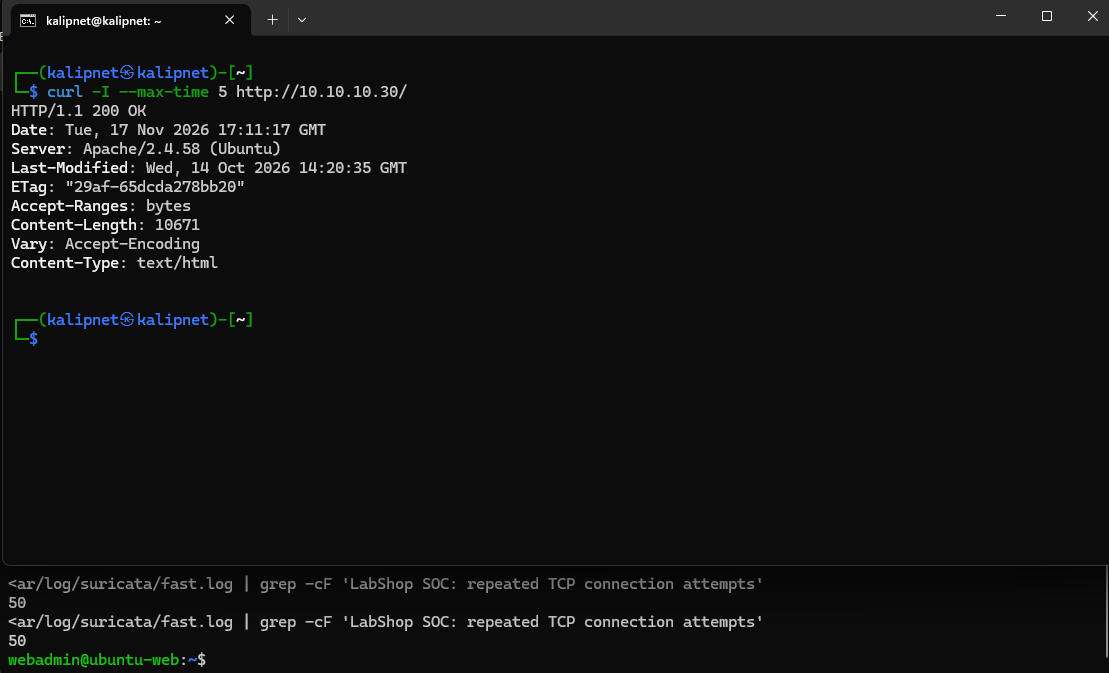 kalipnet@kalipnet: ~
┌──(kalipnet㉿kalipnet)-[~]
└─$ curl -I --max-time 5 http://10.10.10.30/
HTTP/1.1 200 OK
Date: Tue, 17 Nov 2026 17:11:17 GMT
Server: Apache/2.4.58 (Ubuntu)
Last-Modified: Wed, 14 Oct 2026 14:20:35 GMT
ETag: "29af-65dcda278bb20"
Accept-Ranges: bytes
Content-Length: 10671
Vary: Accept-Encoding
Content-Type: text/html
┌──(kalipnet㉿kalipnet)-[~]
└─$
<ar/log/suricata/fast.log | grep -cF 'LabShop SOC: repeated TCP connection attempts'
50
<ar/log/suricata/fast.log | grep -cF 'LabShop SOC: repeated TCP connection attempts'
50
webadmin@ubuntu-web:~$